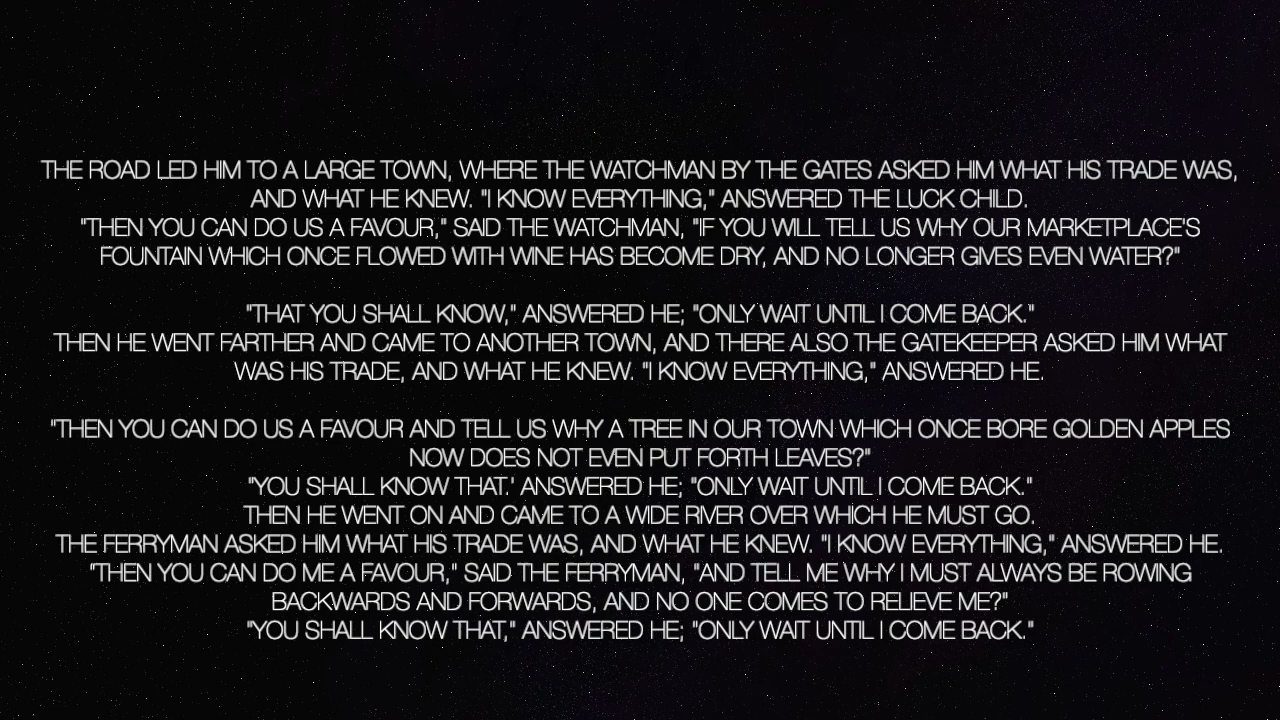 THE ROAD LED HIM TO A LARGE TOWN, WHERE THE WATCHMAN BY THE GATES ASKED HIM WHAT HIS TRADE WAS,
AND WHAT HE KNEW. "I KNOW EVERYTHING," ANSWERED THE LUCK CHILD.
"THEN YOU CAN DO US A FAVOUR," SAID THE WATCHMAN, "IF YOU WILL TELL US WHY OUR MARKETPLACE'S
FOUNTAIN WHICH ONCE FLOWED WITH WINE HAS BECOME DRY, AND NO LONGER GIVES EVEN WATER?"
"THAT YOU SHALL KNOW," ANSWERED HE; "ONLY WAIT UNTIL I COME BACK."
THEN HE WENT FARTHER AND CAME TO ANOTHER TOWN, AND THERE ALSO THE GATEKEEPER ASKED HIM WHAT
WAS HIS TRADE, AND WHAT HE KNEW. "I KNOW EVERYTHING," ANSWERED HE.
"THEN YOU CAN DO US A FAVOUR AND TELL US WHY A TREE IN OUR TOWN WHICH ONCE BORE GOLDEN APPLES
NOW DOES NOT EVEN PUT FORTH LEAVES?"
"YOU SHALL KNOW THAT.' ANSWERED HE; "ONLY WAIT UNTIL I COME BACK."
THEN HE WENT ON AND CAME TO A WIDE RIVER OVER WHICH HE MUST GO.
THE FERRYMAN ASKED HIM WHAT HIS TRADE WAS, AND WHAT HE KNEW. "I KNOW EVERYTHING," ANSWERED HE.
"THEN YOU CAN DO ME A FAVOUR," SAID THE FERRYMAN, "AND TELL ME WHY I MUST ALWAYS BE ROWING
BACKWARDS AND FORWARDS, AND NO ONE COMES TO RELIEVE ME?"
"YOU SHALL KNOW THAT," ANSWERED HE; "ONLY WAIT UNTIL I COME BACK."